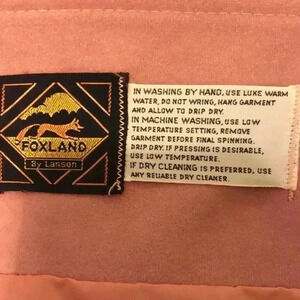 FOXLAND
By Lanson
IN WASHING BY HAND, USE LUKE WARM
WATER, DO NOT WRING, HANG GARMENT
AND ALLOW TO DRIP DRY.
IN MACHINE WASHING, USE LOW
TEMPERATURE SETTING, REMOVE
GARMENT BEFORE FINAL SPINNING.
DRIP DRY. IF PRESSING IS DESIRABLE,
USE LOW TEMPERATURE.
IF DRY CLEANING IS PREFERRED, USE
ANY RELIABLE DRY CLEANER.